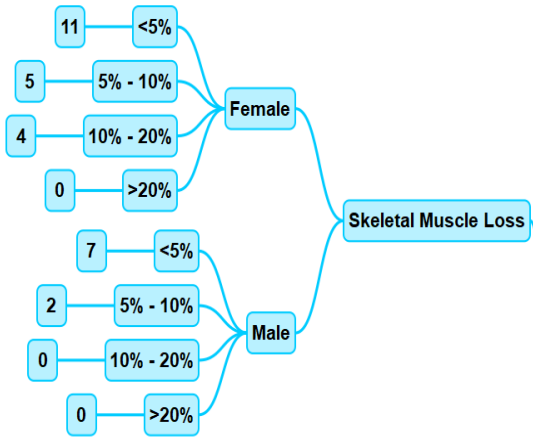 11 <5%
5 5% - 10%
Female
4 10% - 20%
0 >20%
Skeletal Muscle Loss
7 <5%
2 5% - 10%
Male
0 10% - 20%
0 >20%